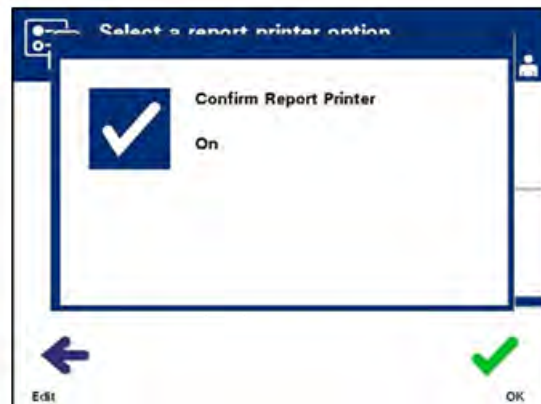 Select a report printer option
Confirm Report Printer
On
Edit
OK